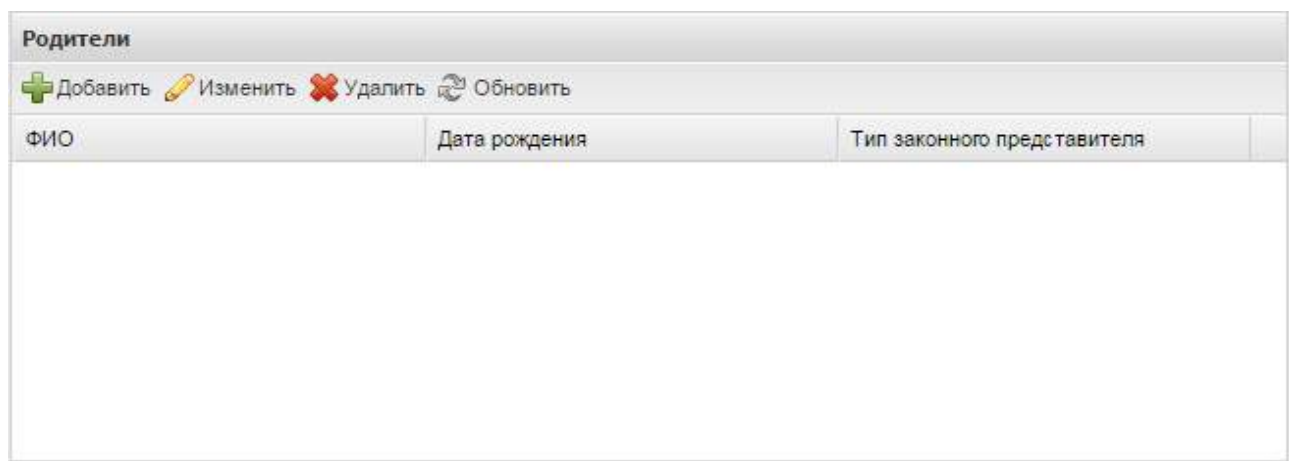 Родители
Добавить Изменить Удалить Обновить
ФИО Дата рождения Тип законного представителя